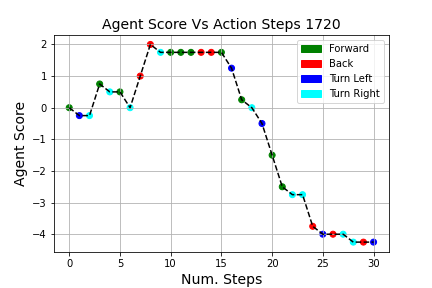 Agent Score Vs Action Steps 1720
Forward
Back
Turn Left
Turn Right
Agent Score
2
1
0
−1
−2
−3
−4
0 5 10 15 20 25 30
Num. Steps